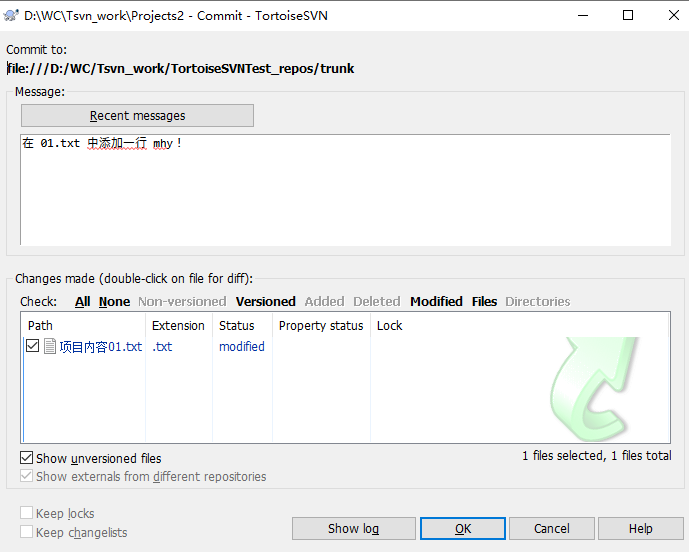 D:\WC\Tsvn_work\Projects2 - Commit - TortoiseSVN
Commit to:
file:///D:/WC/Tsvn_work/TortoiseSVNTest_repos/trunk
Message:
Recent messages
在 01.txt 中添加一行 mhy！
Changes made (double-click on file for diff):
Check: All None Non-versioned Versioned Added Deleted Modified Files Directories
Path Extension Status Property status Lock
项目内容01.txt .txt modified
Show unversioned files 1 files selected, 1 files total
Show externals from different repositories
Keep locks
Keep changelists
Show log OK Cancel Help